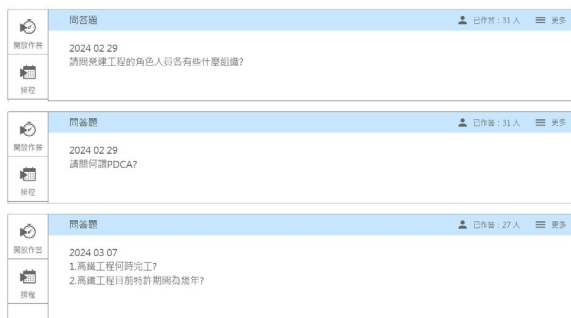 問答題
已作答 : 31 人
更多
開放作答
排程
2024 02 29
請問營建工程的角色人員各有些什麼組織?
問答題
已作答 : 31 人
更多
開放作答
排程
2024 02 29
請問何謂PDCA?
問答題
已作答 : 27 人
更多
開放作答
排程
2024 03 07
1.高鐵工程何時完工?
2.高鐵工程目前特許期間為幾年?